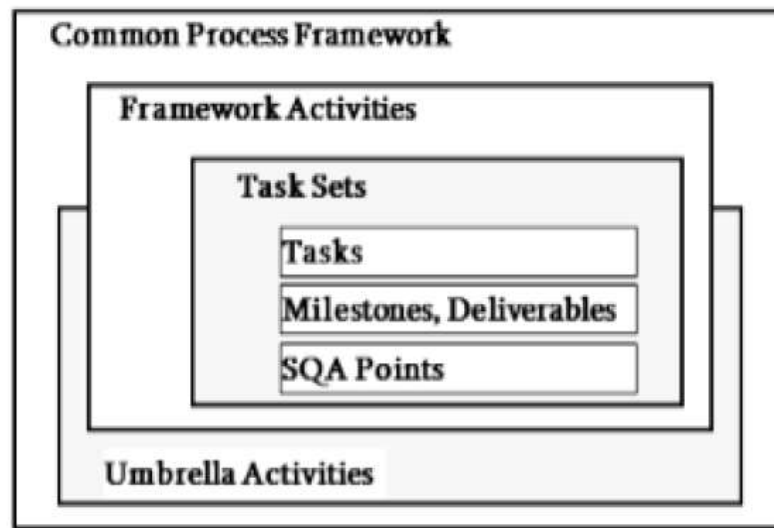 Common Process Framework
Framework Activities
Task Sets
Tasks
Milestones, Deliverables
SQA Points
Umbrella Activities